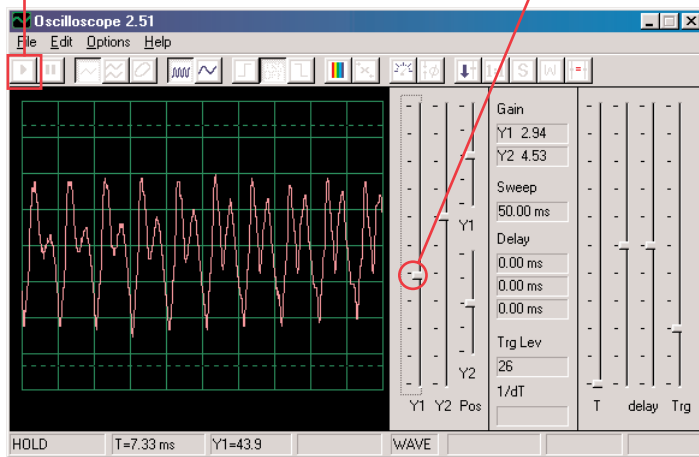 Oscilloscope 2.51
File Edit Options Help
Gain
Y1 2.94
Y2 4.53
Sweep
50.00 ms
Y1
Delay
0.00 ms
0.00 ms
0.00 ms
Trg Lev
26
Y2
1/dT
Y1 Y2 Pos
T delay Trg
HOLD T=7.33 ms Y1=43.9 WAVE